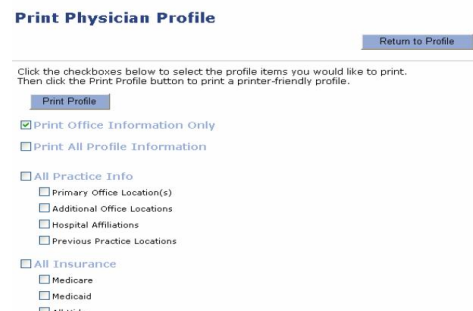 Print Physician Profile
Return to Profile
Click the checkboxes below to select the profile items you would like to print.
Then click the Print Profile button to print a printer-friendly profile.
Print Profile
Print Office Information Only
Print All Profile Information
All Practice Info
Primary Office Location(s)
Additional Office Locations
Hospital Affiliations
Previous Practice Locations
All Insurance
Medicare
Medicaid